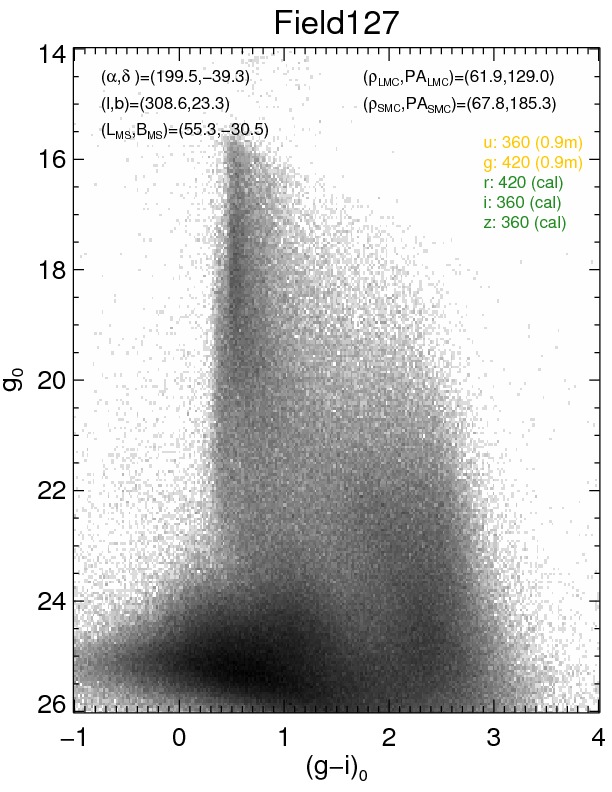 Field127
(α,δ)=(199.5,−39.3)
(ρLMC,PALMC)=(61.9,129.0)
(l,b)=(308.6,23.3)
(ρSMC,PASMC)=(67.8,185.3)
(LMS,BMS)=(55.3,−30.5)
u: 360 (0.9m)
g: 420 (0.9m)
r: 420 (cal)
i: 360 (cal)
z: 360 (cal)
14
16
18
20
22
24
26
g0
−1 0 1 2 3 4
(g−i)0